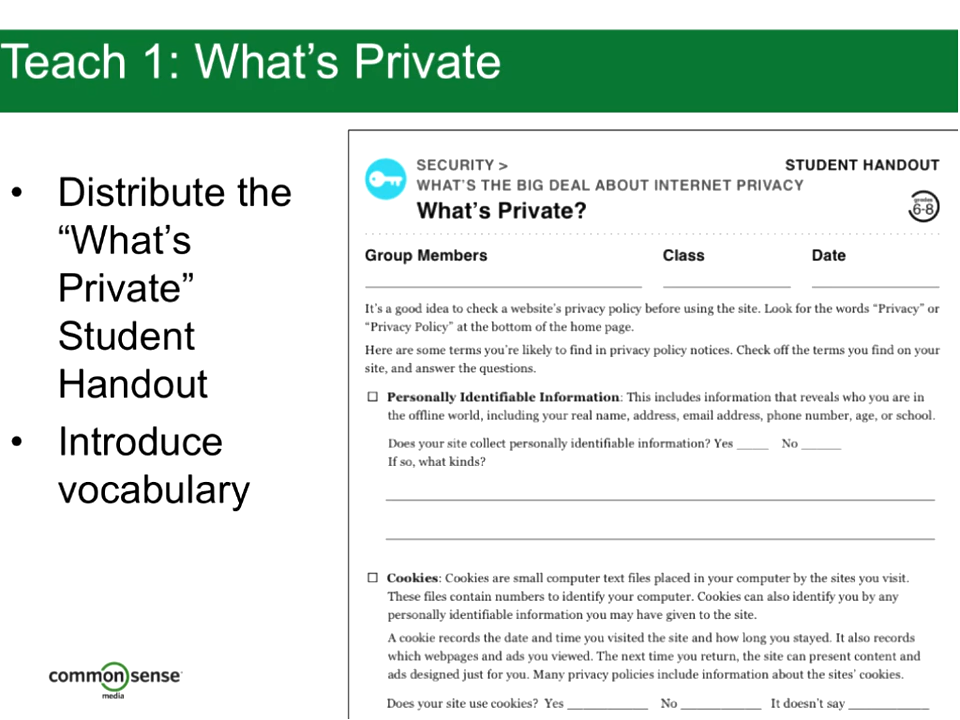 Teach 1: What’s Private
• Distribute the
“What’s
Private”
Student
Handout
• Introduce
vocabulary
commonsense
media
SECURITY >
STUDENT HANDOUT
WHAT’S THE BIG DEAL ABOUT INTERNET PRIVACY
What’s Private?
grades
6-8
Group Members Class Date
It’s a good idea to check a website’s privacy policy before using the site. Look for the words “Privacy” or
“Privacy Policy” at the bottom of the home page.
Here are some terms you’re likely to find in privacy policy notices. Check off the terms you find on your
site, and answer the questions.
☐ Personally Identifiable Information: This includes information that reveals who you are in
the offline world, including your real name, address, email address, phone number, age, or school.
Does your site collect personally identifiable information? Yes _____ No ______
If so, what kinds?
☐ Cookies: Cookies are small computer text files placed in your computer by the sites you visit.
These files contain numbers to identify your computer. Cookies can also identify you by any
personally identifiable information you may have given to the site.
A cookie records the date and time you visited the site and how long you stayed. It also records
which webpages and ads you viewed. The next time you return, the site can present content and
ads designed just for you. Many privacy policies include information about the sites’ cookies.
Does your site use cookies? Yes ____________ No ____________ It doesn’t say ____________